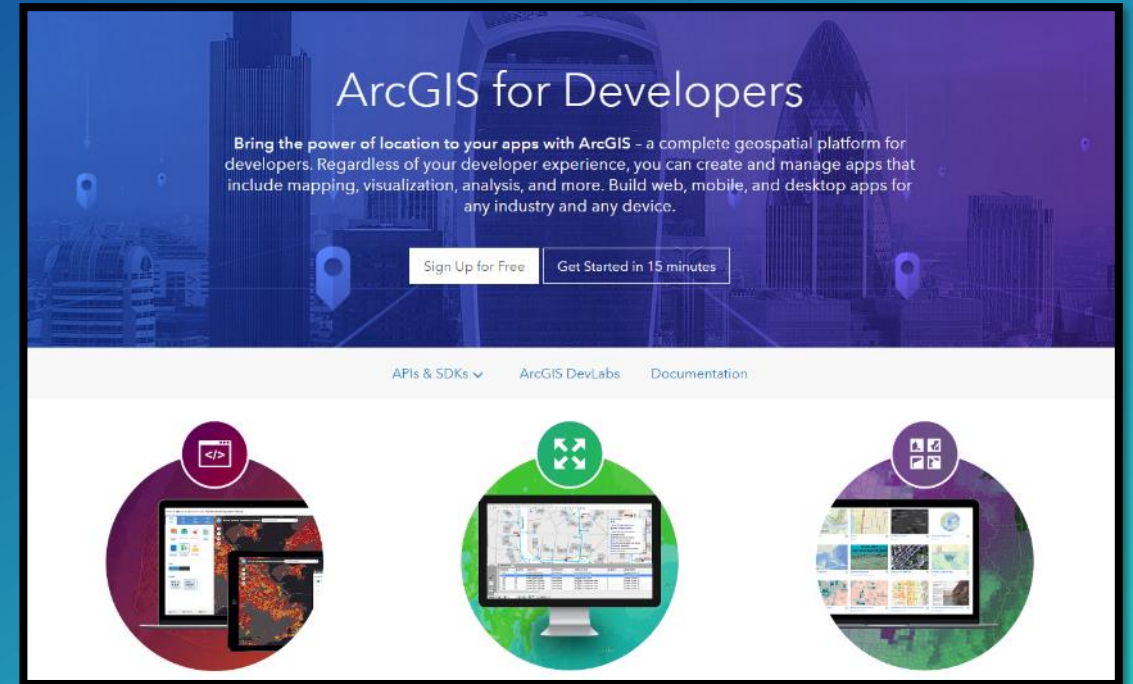 ArcGIS for Developers
Bring the power of location to your apps with ArcGIS - a complete geospatial platform for
developers. Regardless of your developer experience, you can create and manage apps that
include mapping, visualization, analysis, and more. Build web, mobile, and desktop apps for
any industry and any device.
Sign Up for Free
Get Started in 15 minutes
APIs & SDKs
ArcGIS DevLabs
Documentation
</>